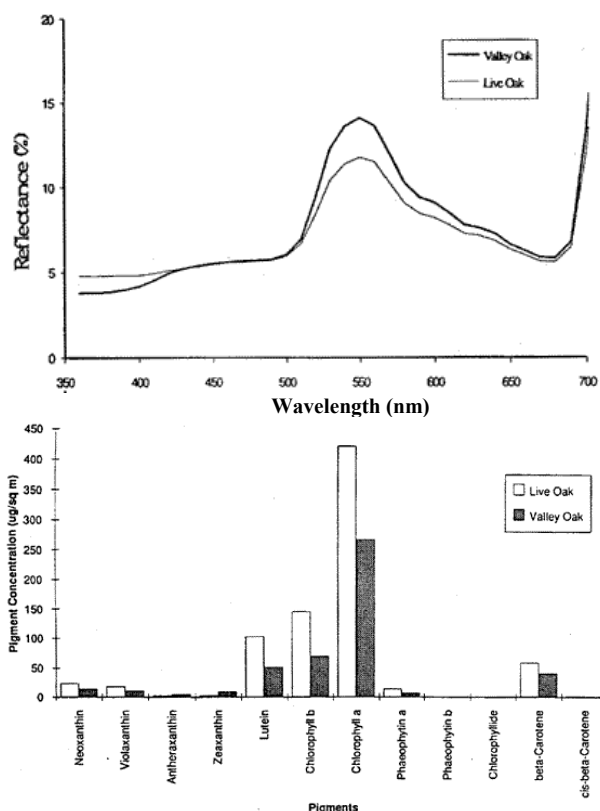 20
15
10
5
0
Reflectance (%)
Valley Oak
Live Oak
350 400 450 500 550 600 650 700
Wavelength (nm)
450
400
350
300
250
200
150
100
50
0
Pigment Concentration (ug/sq m)
Live Oak
Valley Oak
Neoxanthin
Violaxanthin
Antheraxanthin
Zeaxanthin
Lutein
Chlorophyll b
Chlorophyll a
Phaeophytin a
Phaeophytin b
Chlorophyllide
beta-Carotene
cis-beta-Carotene
Pigments